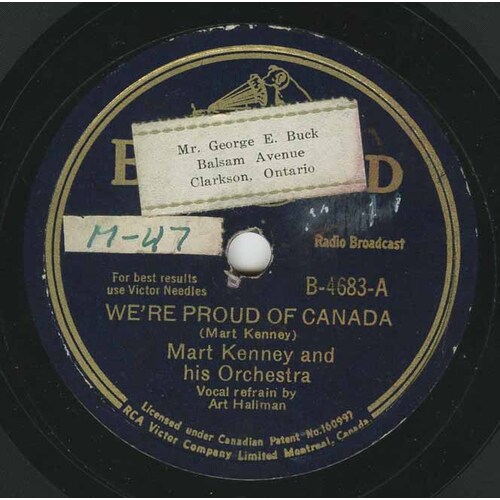 B D
Mr. George E. Buck
Balsam Avenue
Clarkson, Ontario
M-47
Radio Broadcast
For best results
use Victor Needles
B-4683-A
WE'RE PROUD OF CANADA
(Mart Kenney)
Mart Kenney and
his Orchestra
Vocal refrain by
Art Hallman
Licensed under Canadian Patent No. 160997
RCA Victor Company Limited Montreal, Canada.